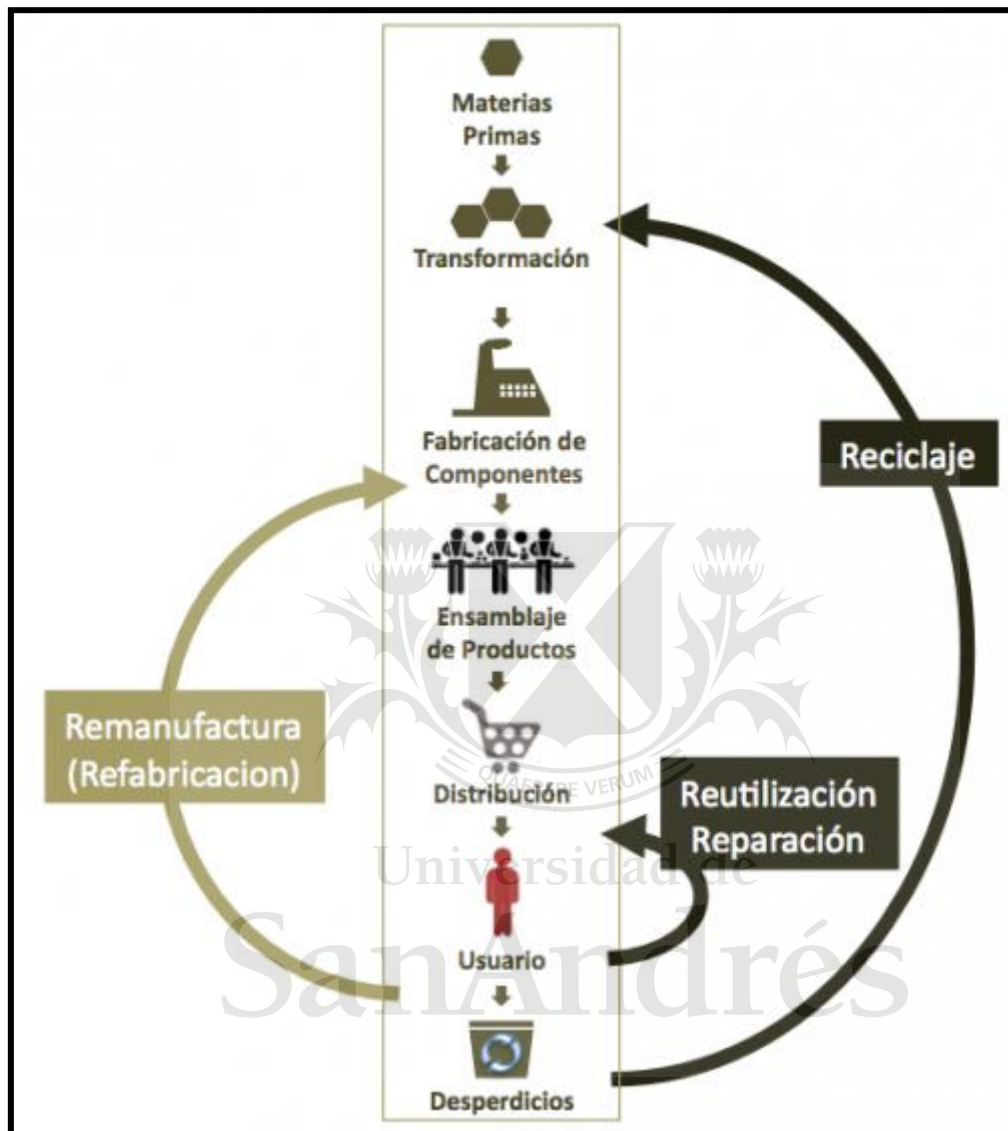 Materias
Primas
Transformación
Fabricación de
Componentes
Reciclaje
Ensamblaje
de Productos
Remanufactura
(Refabricacion)
Distribución
Reutilización
Reparación
Usuario
Desperdicios
QUAERERE VERUM
Universidad de
SanAndrés